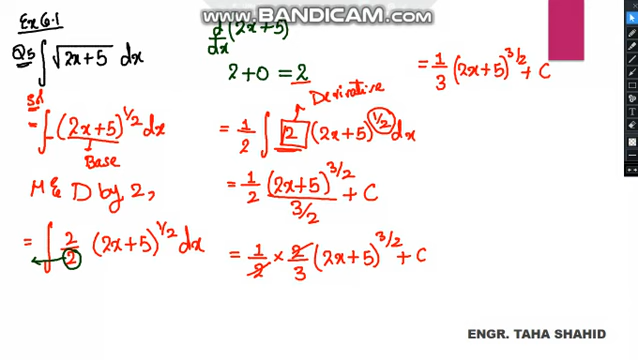 www.BANDICAM.com
Ex 6.1
Q5 ∫ √(2x+5) dx
Sol
= ∫ (2x+5)^1/2 dx
Base
M & D by 2,
= ∫ 2/2 (2x+5)^1/2 dx
d/dx (2x+5)
2+0 = 2
Derivative
= 1/2 ∫ 2 (2x+5)^1/2 dx
= 1/2 (2x+5)^3/2 / 3/2 + C
= 1/2 × 2/3 (2x+5)^3/2 + C
= 1/3 (2x+5)^3/2 + C
ENGR. TAHA SHAHID